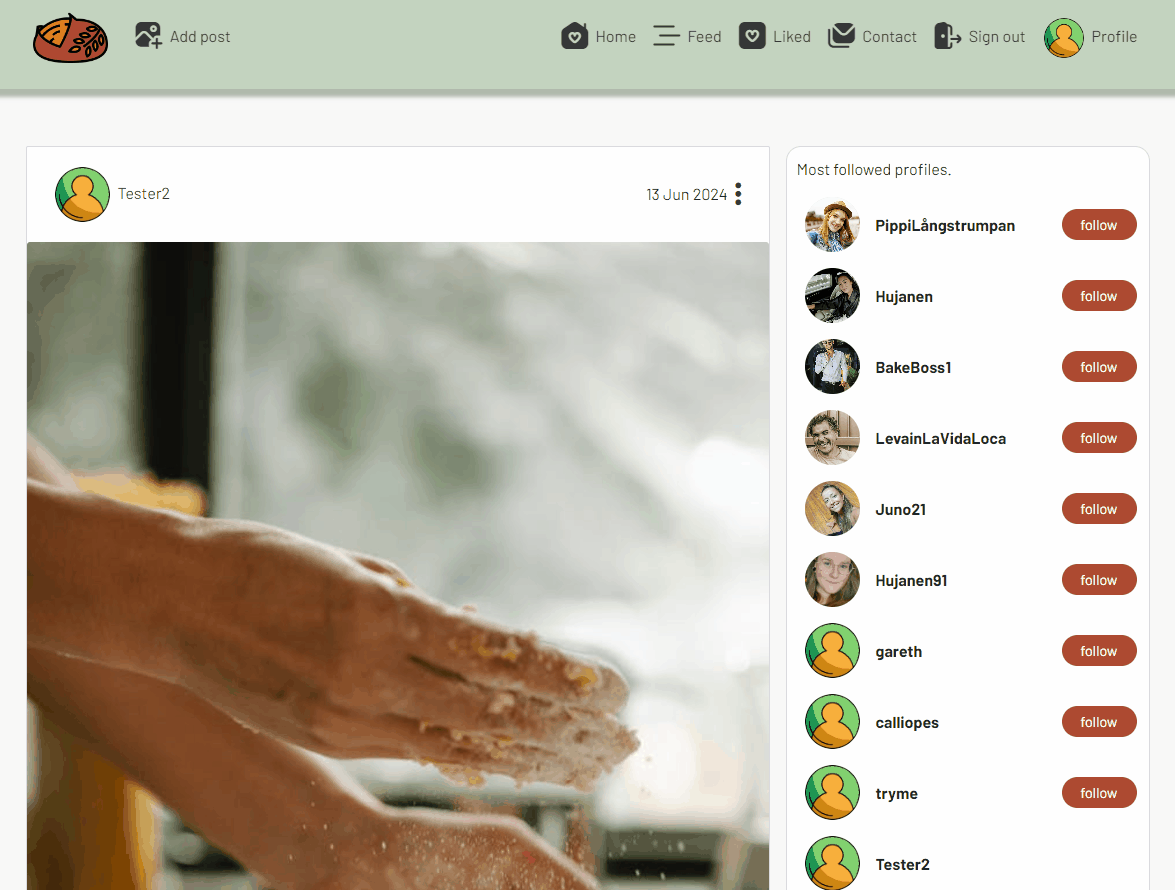 Add post
Home
Feed
Liked
Contact
Sign out
Profile
Tester2
13 Jun 2024
Most followed profiles.
PippiLångstrumpan follow
Hujanen follow
BakeBoss1 follow
LevainLaVidaLoca follow
Juno21 follow
Hujanen91 follow
gareth follow
calliopes follow
tryme follow
Tester2